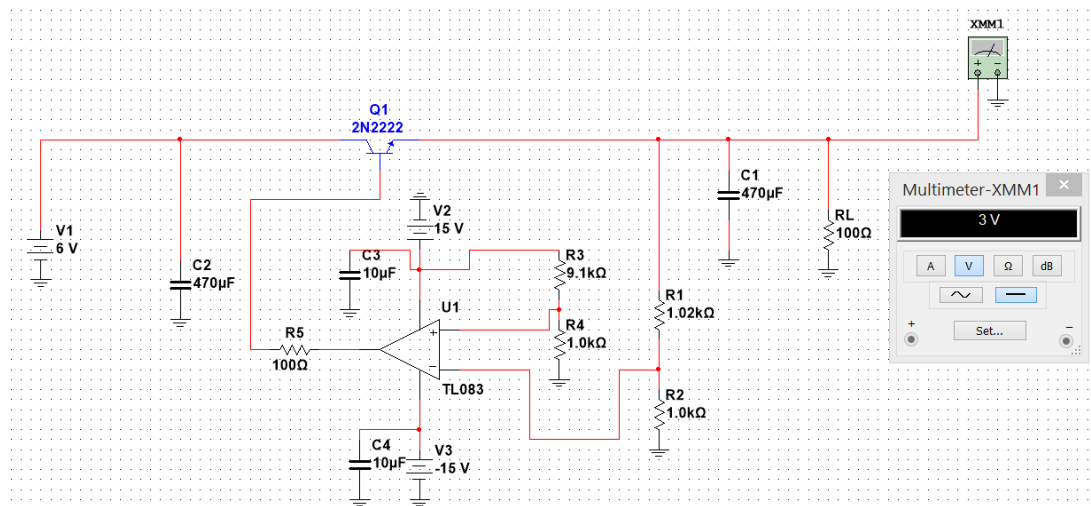 XMM1
+ -
Q1
2N2222
C1
470µF
Multimeter-XMM1 ×
3 V
A V Ω dB
+ -
Set...
V2
15 V
V1
6 V
C2
470µF
C3
10µF
R3
9.1kΩ
RL
100Ω
U1
+
-
TL083
R1
1.02kΩ
R4
1.0kΩ
R5
100Ω
R2
1.0kΩ
C4
10µF
V3
-15 V